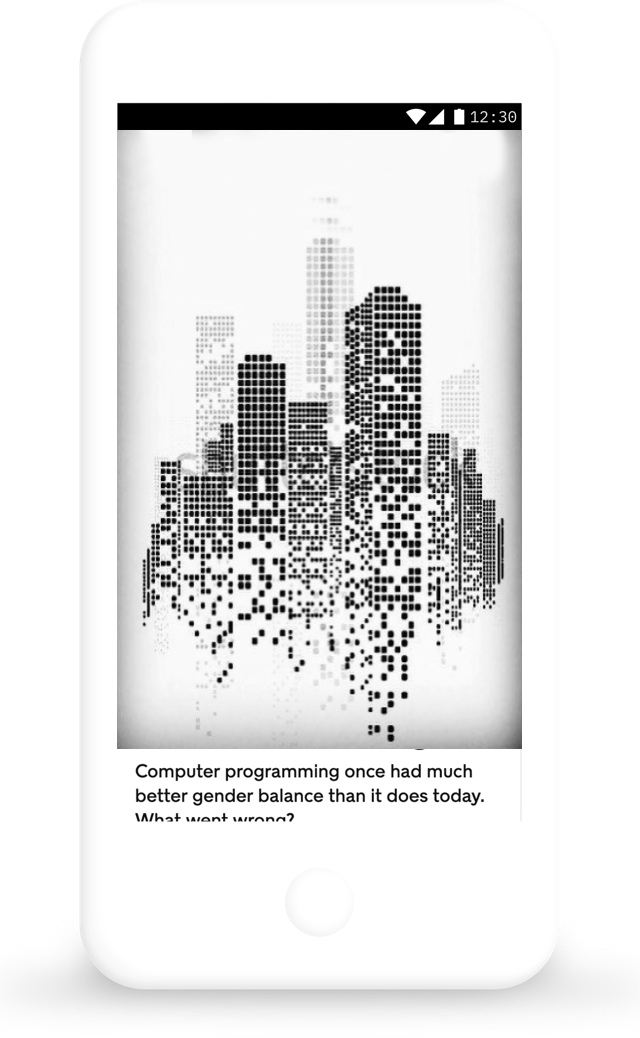 12:30
Computer programming once had much
better gender balance than it does today.
What went wrong?